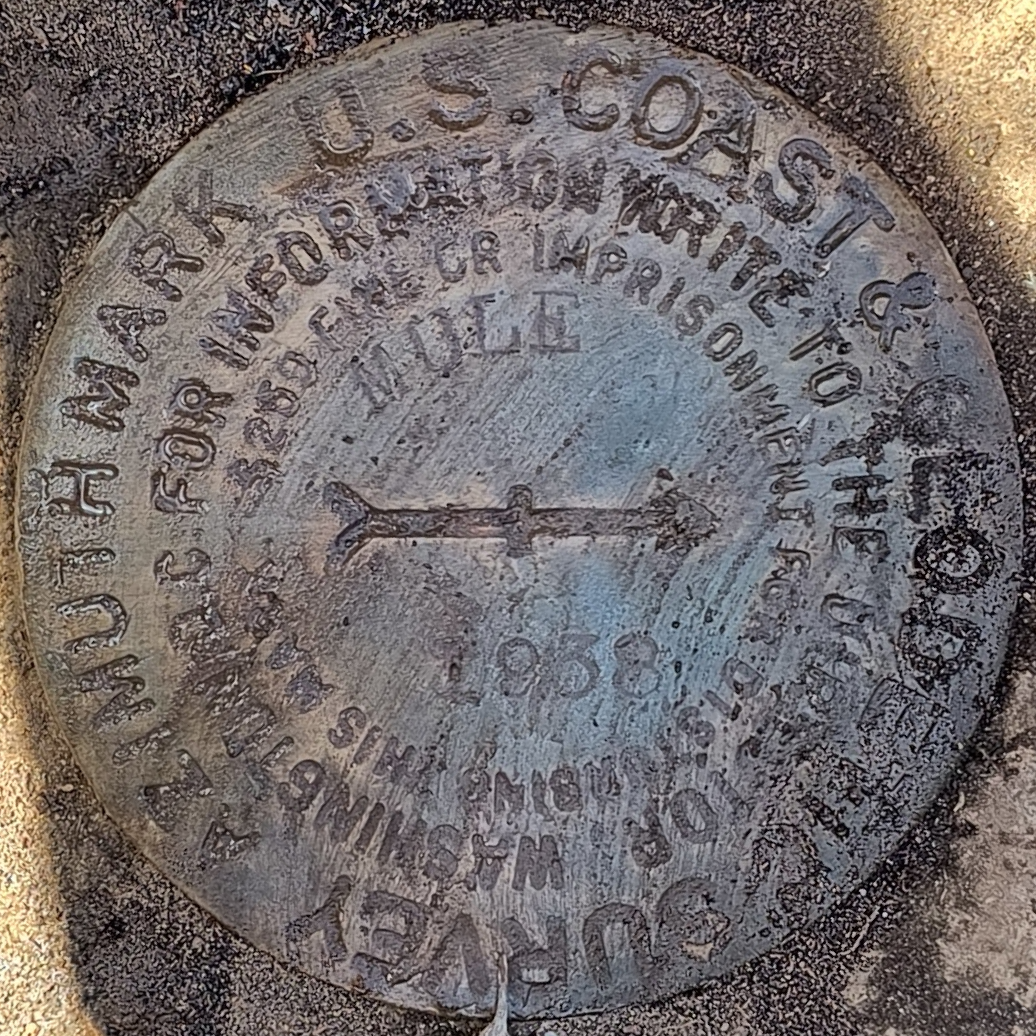 U.S. COAST & GEODETIC SURVEY
AZIMUTH MARK
FOR INFORMATION WRITE TO THE DIRECTOR WASHINGTON, D.C.
$250 FINE OR IMPRISONMENT FOR DISTURBING THIS MARK
MULE
1938